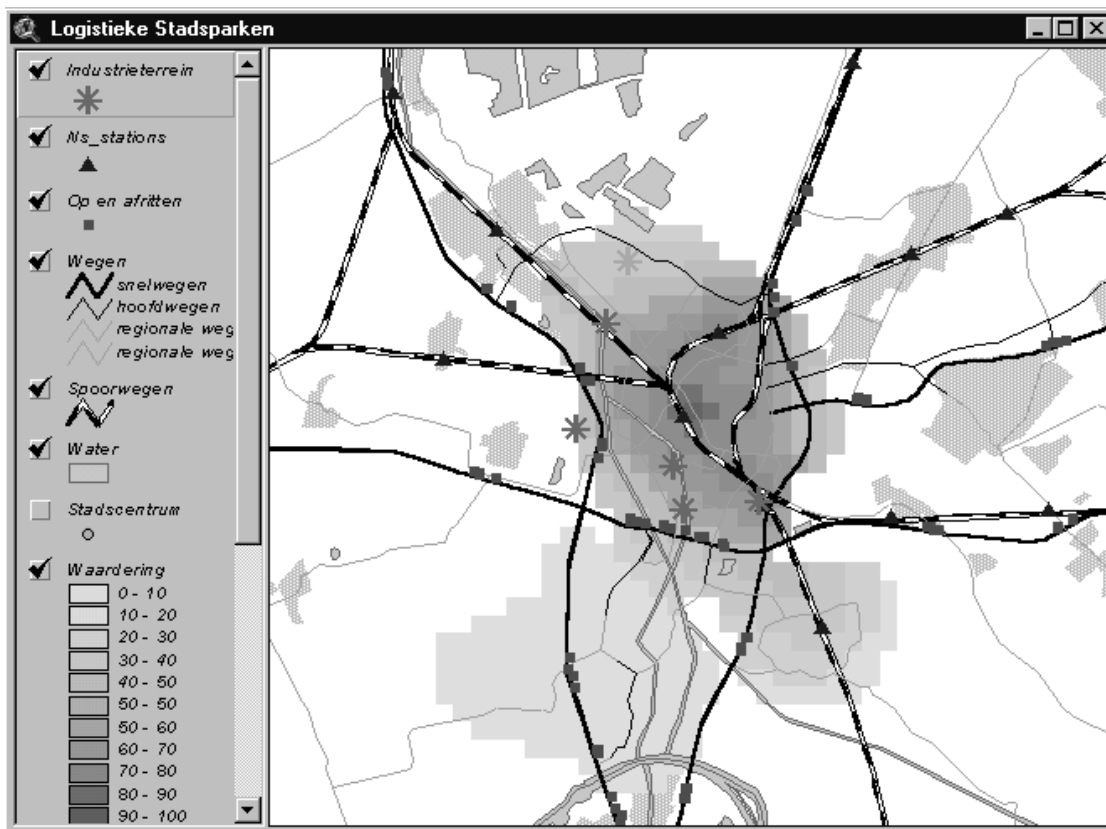 Logistieke Stadsparken
Industrieterrein
Ns_stations
Op en afritten
Wegen
snelwegen
hoofdwegen
regionale weg
regionale weg
Spoorwegen
Water
Stadscentrum
Waardering
0 - 10
10 - 20
20 - 30
30 - 40
40 - 50
50 - 50
50 - 60
60 - 70
70 - 80
80 - 90
90 - 100